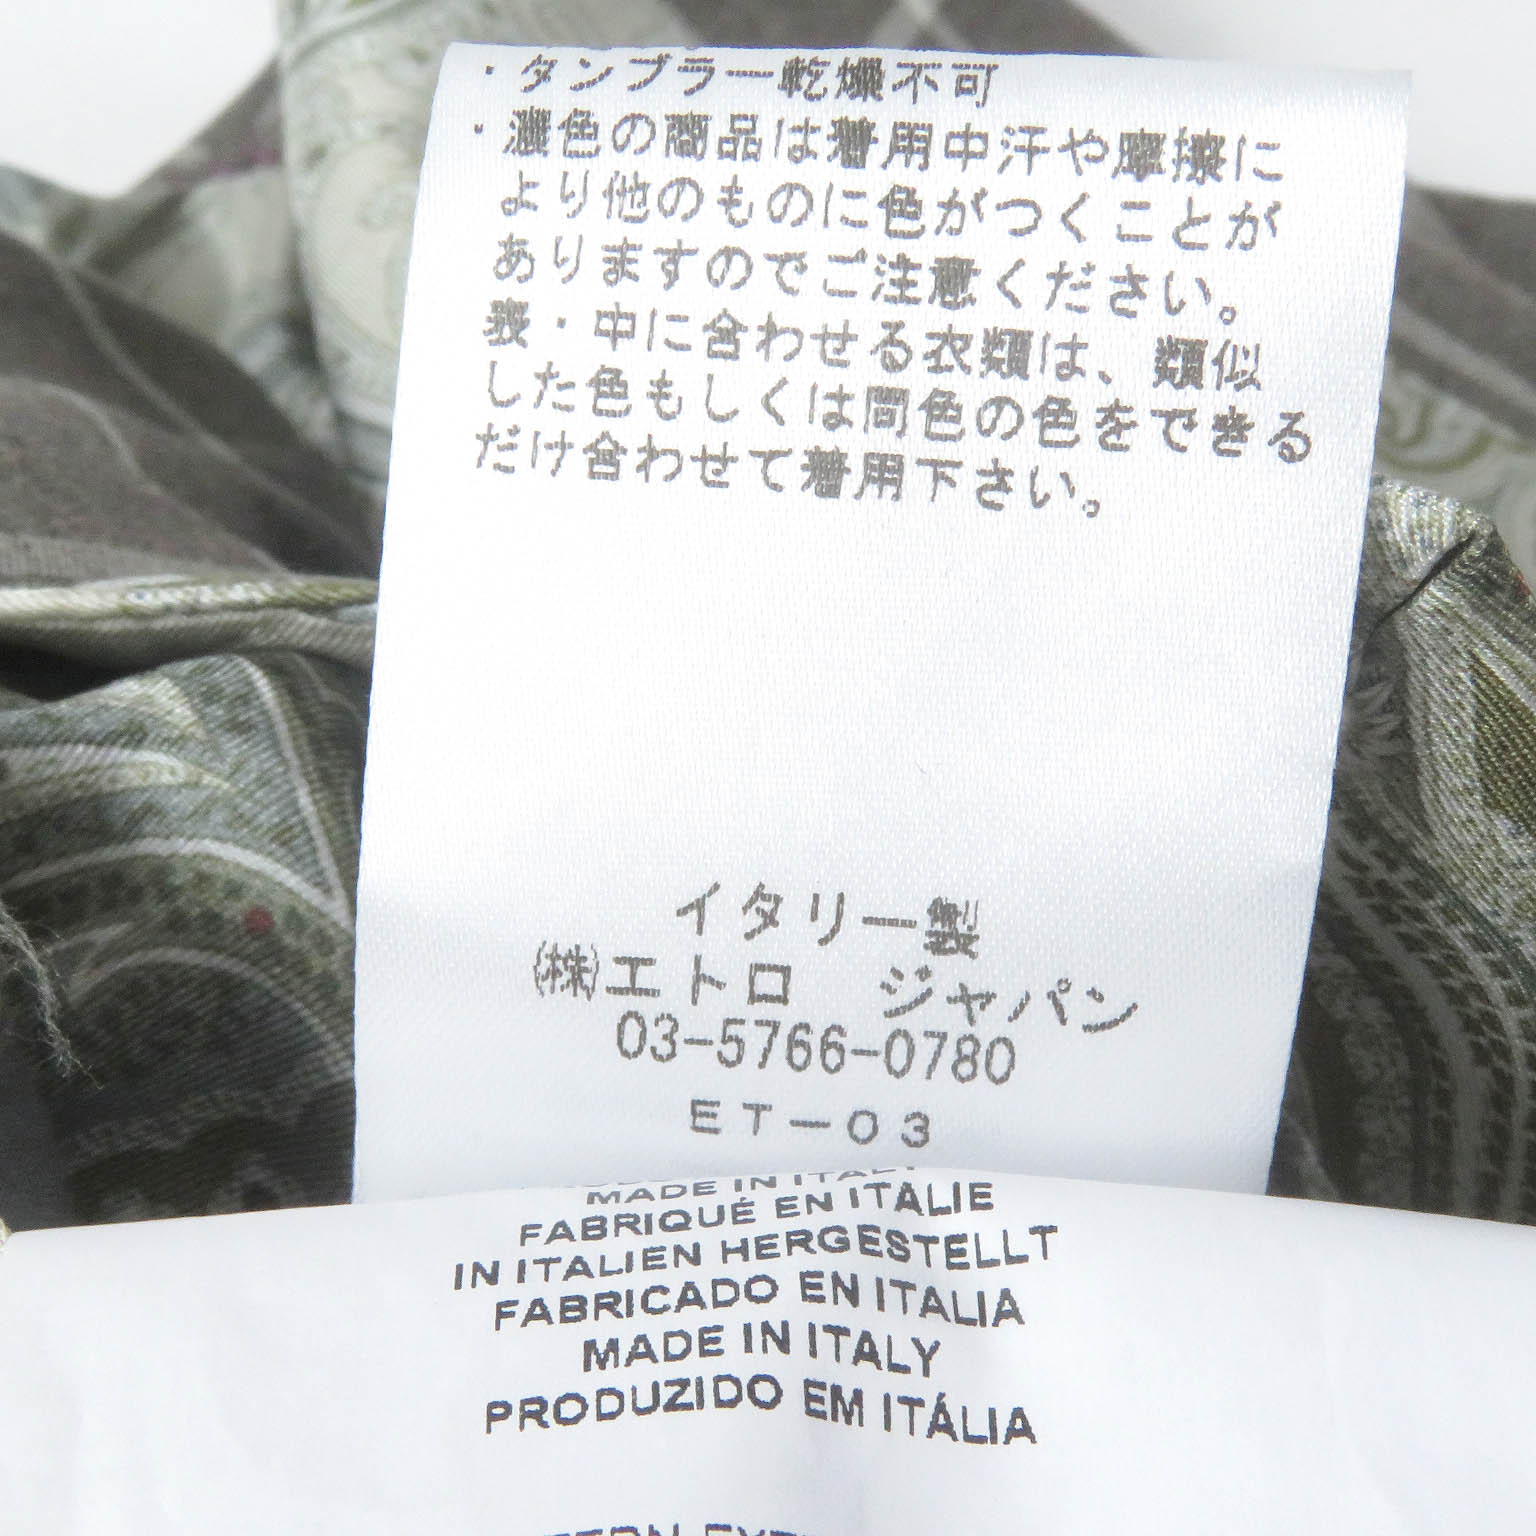 ・タンブラー乾燥不可
・濃色の商品は着用中汗や摩擦に
より他のものに色がつくことが
ありますのでご注意ください。
表・中に合わせる衣類は、類似
した色もしくは同色の色をできる
だけ合わせて着用下さい。
イタリー製
㈱エトロ ジャパン
03-5766-0780
ET-03
MADE IN ITALY
FABRIQUÉ EN ITALIE
IN ITALIEN HERGESTELLT
FABRICADO EN ITALIA
MADE IN ITALY
PRODUZIDO EM ITÁLIA